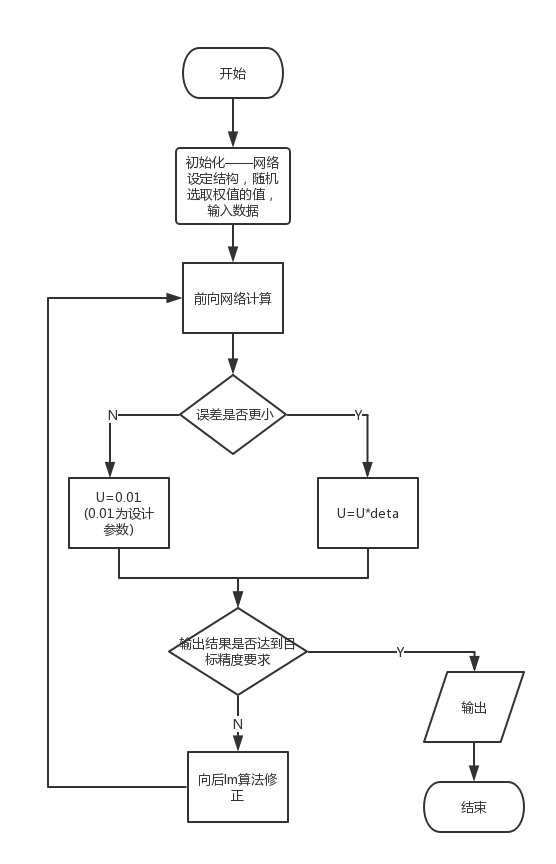 开始
初始化——网络
设定结构，随机
选取权值的值，
输入数据
前向网络计算
误差是否更小
N
Y
U=0.01
(0.01为设计
参数)
U=U*deta
输出结果是否达到目
标精度要求
Y
N
输出
向后lm算法修
正
结束